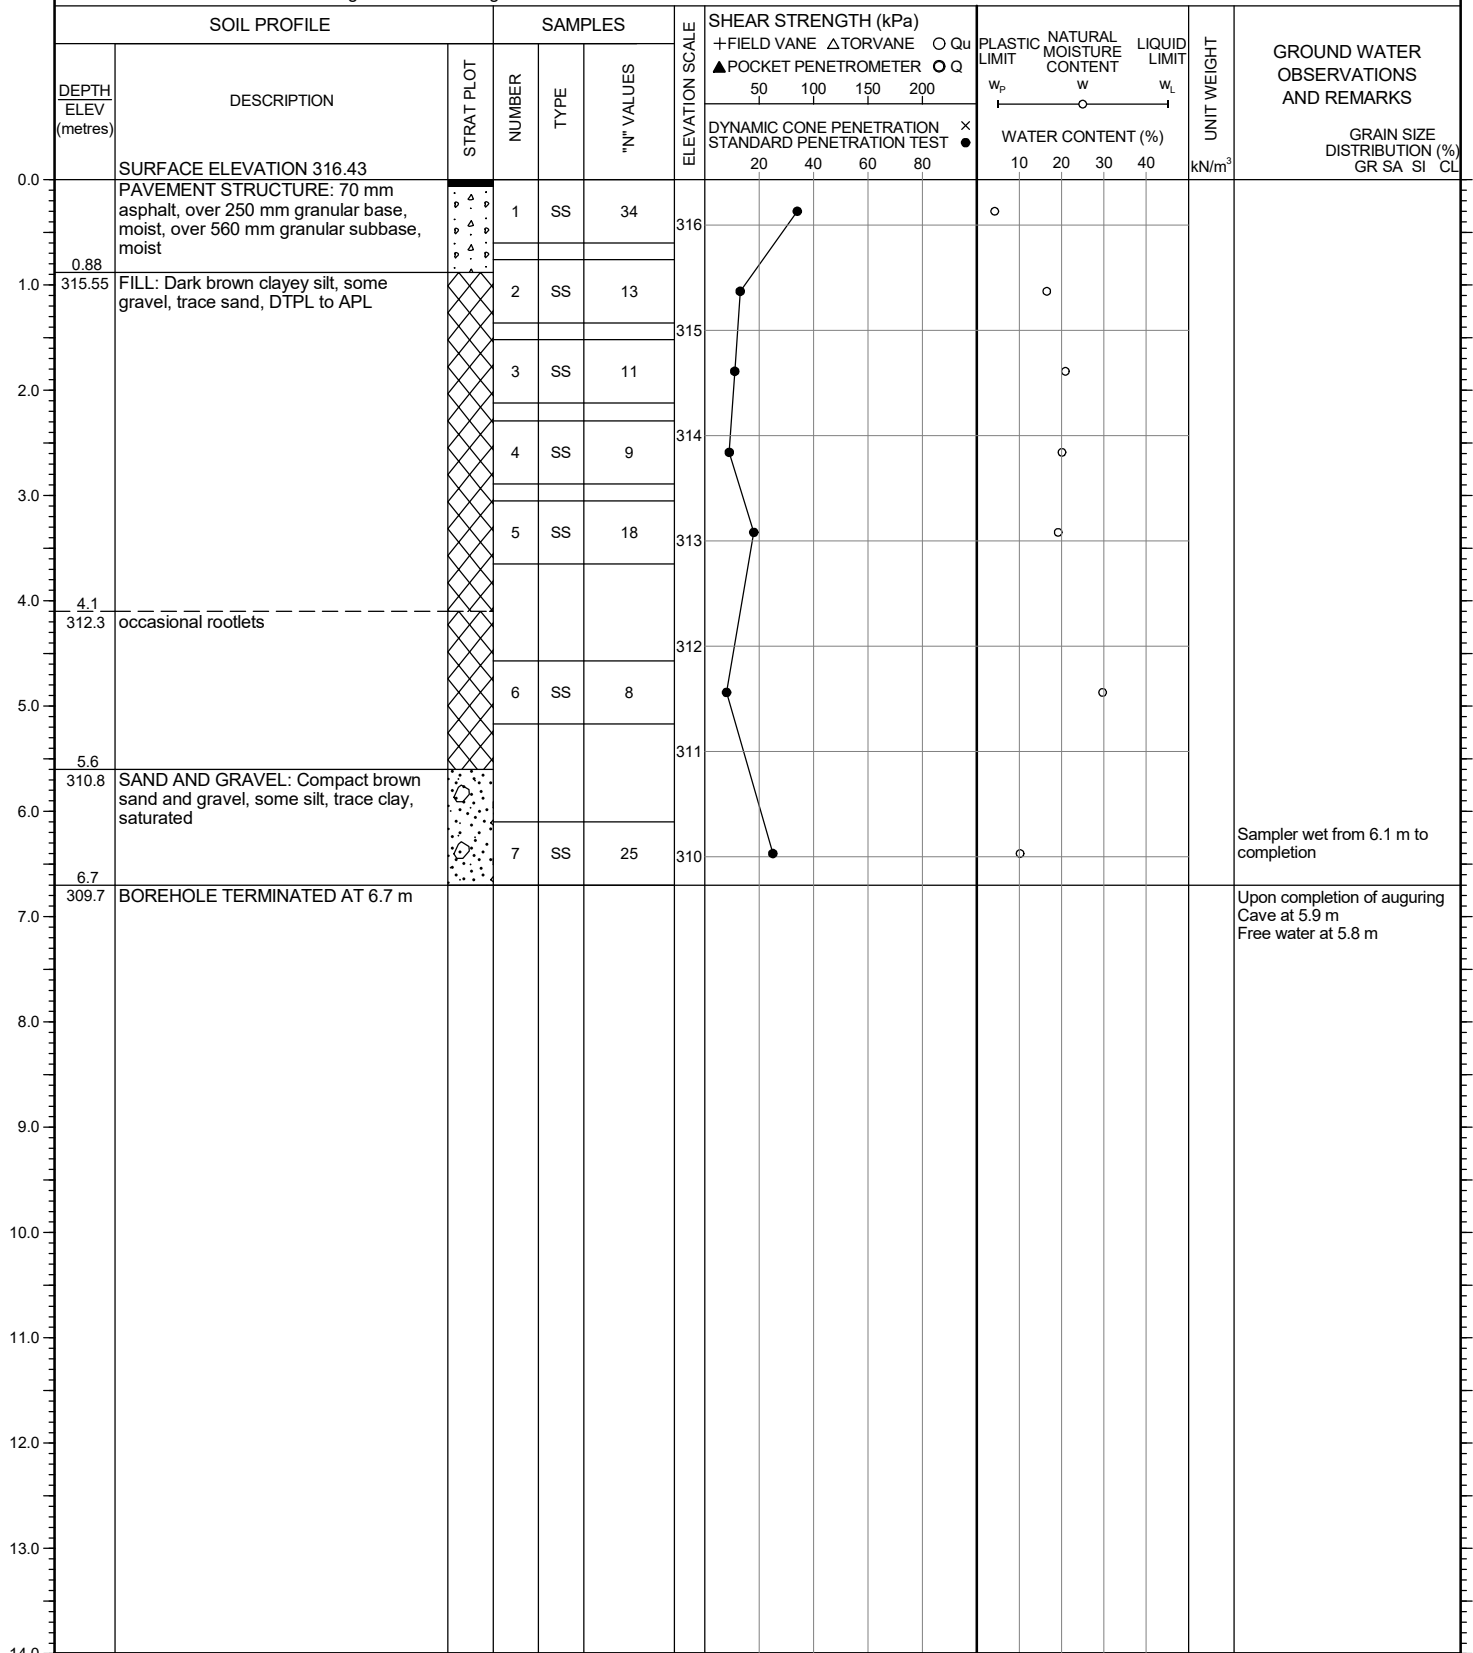 SOIL PROFILE
SAMPLES
DEPTH
ELEV
(metres)
DESCRIPTION
SURFACE ELEVATION 316.43
STRAT PLOT
NUMBER
TYPE
"N" VALUES
ELEVATION SCALE
SHEAR STRENGTH (kPa)
+FIELD VANE △TORVANE ○ Qu
▲POCKET PENETROMETER O Q
50 100 150 200
DYNAMIC CONE PENETRATION ×
STANDARD PENETRATION TEST ●
20 40 60 80
PLASTIC LIMIT
NATURAL MOISTURE CONTENT
LIQUID LIMIT
WP W WL
WATER CONTENT (%)
10 20 30 40
UNIT WEIGHT
kN/m³
GROUND WATER
OBSERVATIONS
AND REMARKS
GRAIN SIZE
DISTRIBUTION (%)
GR SA SI CL
0.0
PAVEMENT STRUCTURE: 70 mm
asphalt, over 250 mm granular base,
moist, over 560 mm granular subbase,
moist
1 SS 34
316
0.88
315.55
1.0
FILL: Dark brown clayey silt, some
gravel, trace sand, DTPL to APL
2 SS 13
315
3 SS 11
2.0
314
4 SS 9
3.0
5 SS 18
313
4.0
4.1
312.3
occasional rootlets
312
6 SS 8
5.0
311
5.6
310.8
SAND AND GRAVEL: Compact brown
sand and gravel, some silt, trace clay,
saturated
6.0
7 SS 25
310
Sampler wet from 6.1 m to
completion
6.7
309.7
BOREHOLE TERMINATED AT 6.7 m
Upon completion of auguring
Cave at 5.9 m
Free water at 5.8 m
7.0
8.0
9.0
10.0
11.0
12.0
13.0